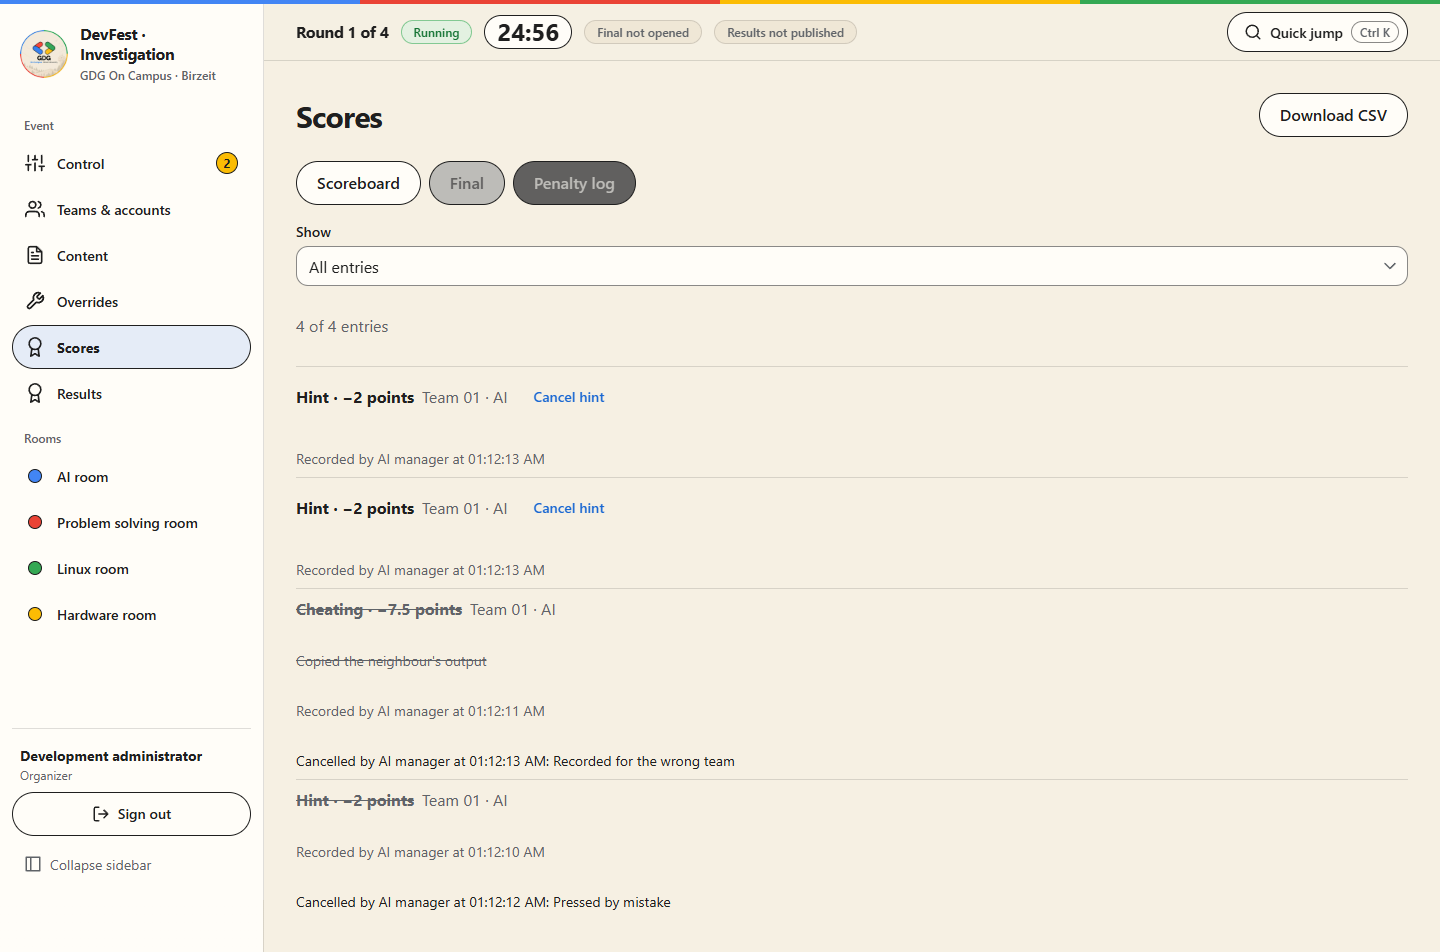 DevFest ·
Investigation
GDG On Campus · Birzeit
GDG
Event
Control
2
Teams & accounts
Content
Overrides
Scores
Results
Rooms
AI room
Problem solving room
Linux room
Hardware room
Development administrator
Organizer
Sign out
Collapse sidebar
Round 1 of 4
Running
24:56
Final not opened
Results not published
Quick jump
Ctrl K
Scores
Download CSV
Scoreboard
Final
Penalty log
Show
All entries
4 of 4 entries
Hint · −2 points Team 01 · AI Cancel hint
Recorded by AI manager at 01:12:13 AM
Hint · −2 points Team 01 · AI Cancel hint
Recorded by AI manager at 01:12:13 AM
Cheating · −7.5 points Team 01 · AI
Copied the neighbour's output
Recorded by AI manager at 01:12:11 AM
Cancelled by AI manager at 01:12:13 AM: Recorded for the wrong team
Hint · −2 points Team 01 · AI
Recorded by AI manager at 01:12:10 AM
Cancelled by AI manager at 01:12:12 AM: Pressed by mistake